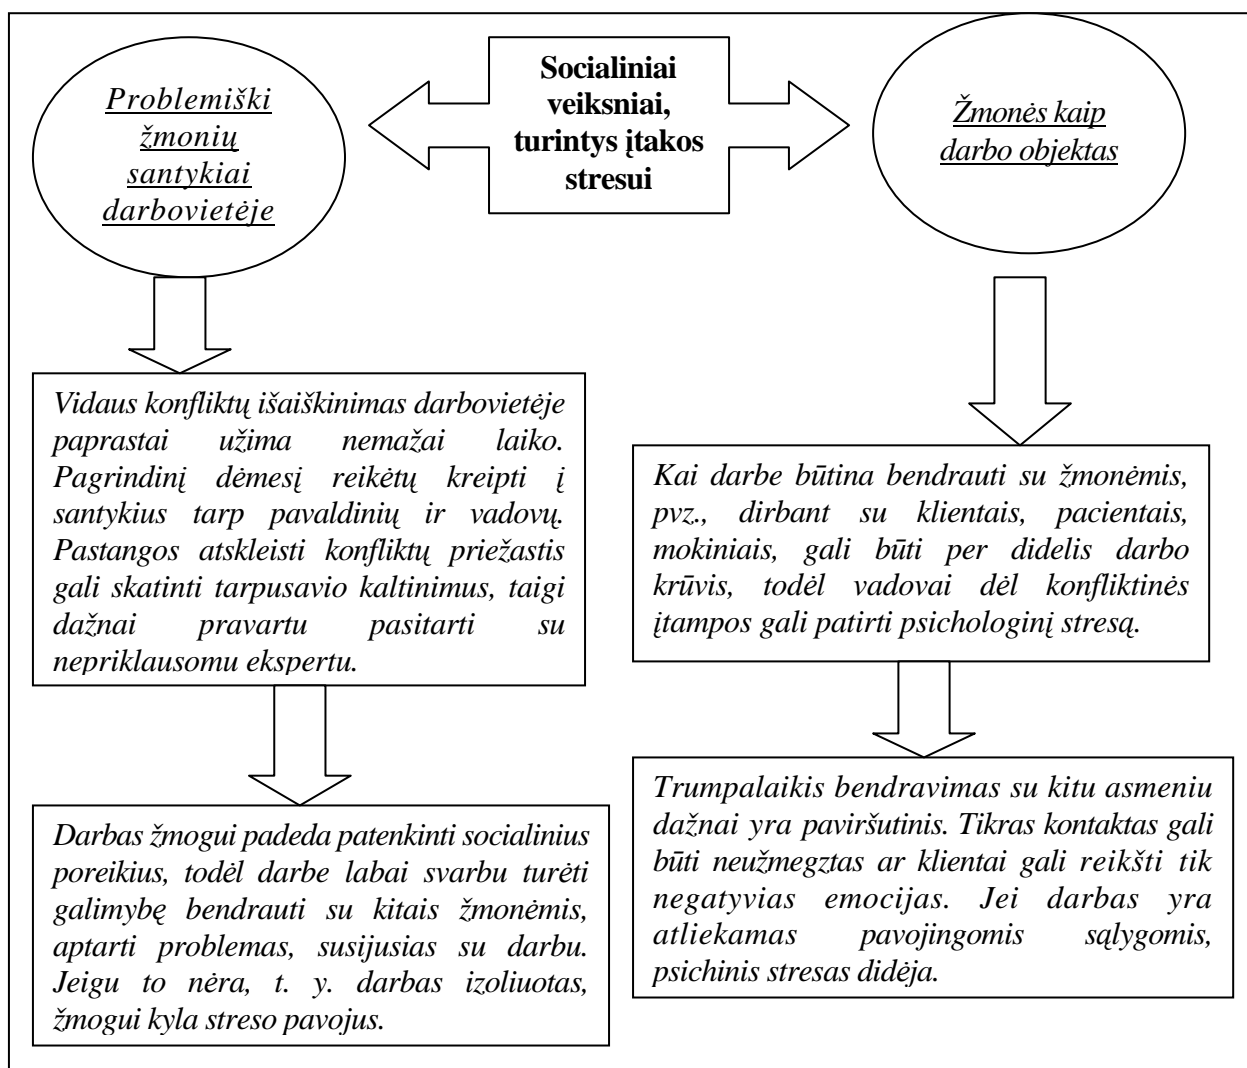 Socialiniai
veiksniai,
turintys įtakos
stresui
Problemiški
žmonių
santykiai
darbovietėje
Žmonės kaip
darbo objektas
Vidaus konfliktų išaiškinimas darbovietėje
paprastai užima nemažai laiko.
Pagrindinį dėmesį reikėtų kreipti į
santykius tarp pavaldinių ir vadovų.
Pastangos atskleisti konfliktų priežastis
gali skatinti tarpusavio kaltinimus, taigi
dažnai pravartu pasitarti su
nepriklausomu ekspertu.
Darbas žmogui padeda patenkinti socialinius
poreikius, todėl darbe labai svarbu turėti
galimybę bendrauti su kitais žmonėmis,
aptarti problemas, susijusias su darbu.
Jeigu to nėra, t. y. darbas izoliuotas,
žmogui kyla streso pavojus.
Kai darbe būtina bendrauti su žmonėmis,
pvz., dirbant su klientais, pacientais,
mokiniais, gali būti per didelis darbo
krūvis, todėl vadovai dėl konfliktinės
įtampos gali patirti psichologinį stresą.
Trumpalaikis bendravimas su kitu asmeniu
dažnai yra paviršutinis. Tikras kontaktas gali
būti neužmegztas ar klientai gali reikšti tik
negatyvias emocijas. Jei darbas yra
atliekamas pavojingomis sąlygomis,
psichinis stresas didėja.